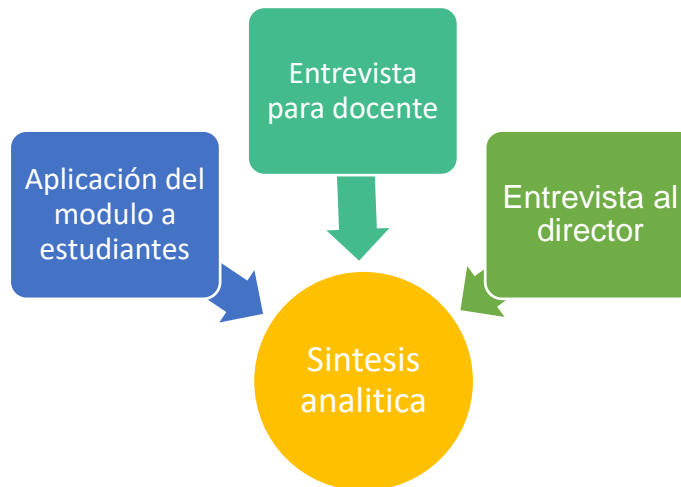 Entrevista
para docente
Aplicación del
modulo a
estudiantes
Entrevista al
director
Sintesis
analitica